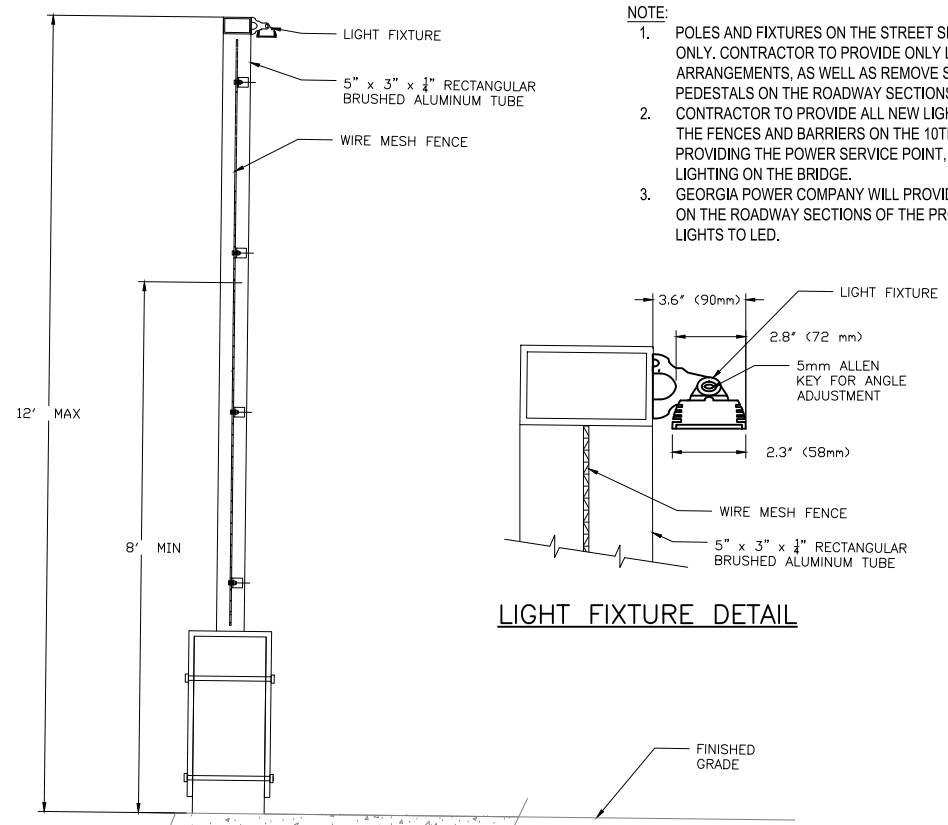 LIGHT FIXTURE
5" x 3" x ¼" RECTANGULAR
BRUSHED ALUMINUM TUBE
WIRE MESH FENCE
12' MAX
8' MIN
NOTE:
1. POLES AND FIXTURES ON THE STREET
ONLY. CONTRACTOR TO PROVIDE ONLY
ARRANGEMENTS, AS WELL AS REMOVE
PEDESTALS ON THE ROADWAY SECTIONS
2. CONTRACTOR TO PROVIDE ALL NEW
THE FENCES AND BARRIERS ON THE
PROVIDING THE POWER SERVICE POINT,
LIGHTING ON THE BRIDGE.
3. GEORGIA POWER COMPANY WILL
ON THE ROADWAY SECTIONS OF THE
LIGHTS TO LED.
3.6" (90mm)
LIGHT FIXTURE
2.8" (72 mm)
5mm ALLEN
KEY FOR ANGLE
ADJUSTMENT
2.3" (58mm)
WIRE MESH FENCE
5" x 3" x ¼" RECTANGULAR
BRUSHED ALUMINUM TUBE
LIGHT FIXTURE DETAIL
FINISHED
GRADE